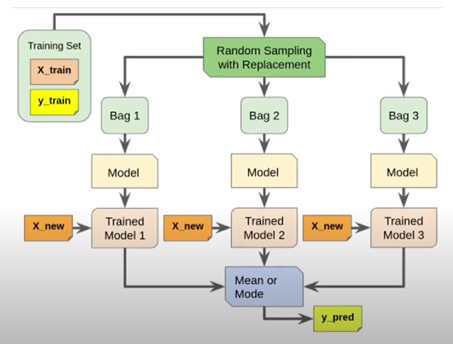 Training Set
X_train
y_train
Random Sampling
with Replacement
Bag 1
Bag 2
Bag 3
Model
Model
Model
X_new
Trained
Model 1
X_new
Trained
Model 2
X_new
Trained
Model 3
Mean or
Mode
y_pred